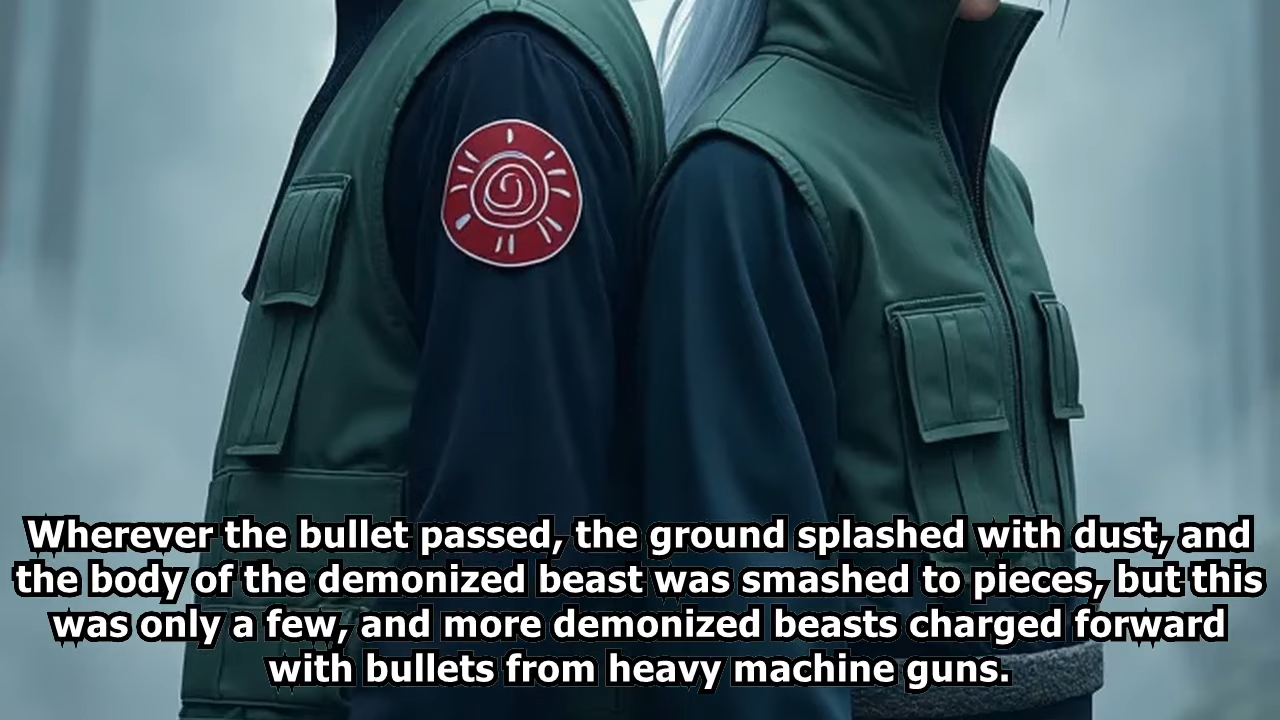 Wherever the bullet passed, the ground splashed with dust, and
the body of the demonized beast was smashed to pieces, but this
was only a few, and more demonized beasts charged forward
with bullets from heavy machine guns.